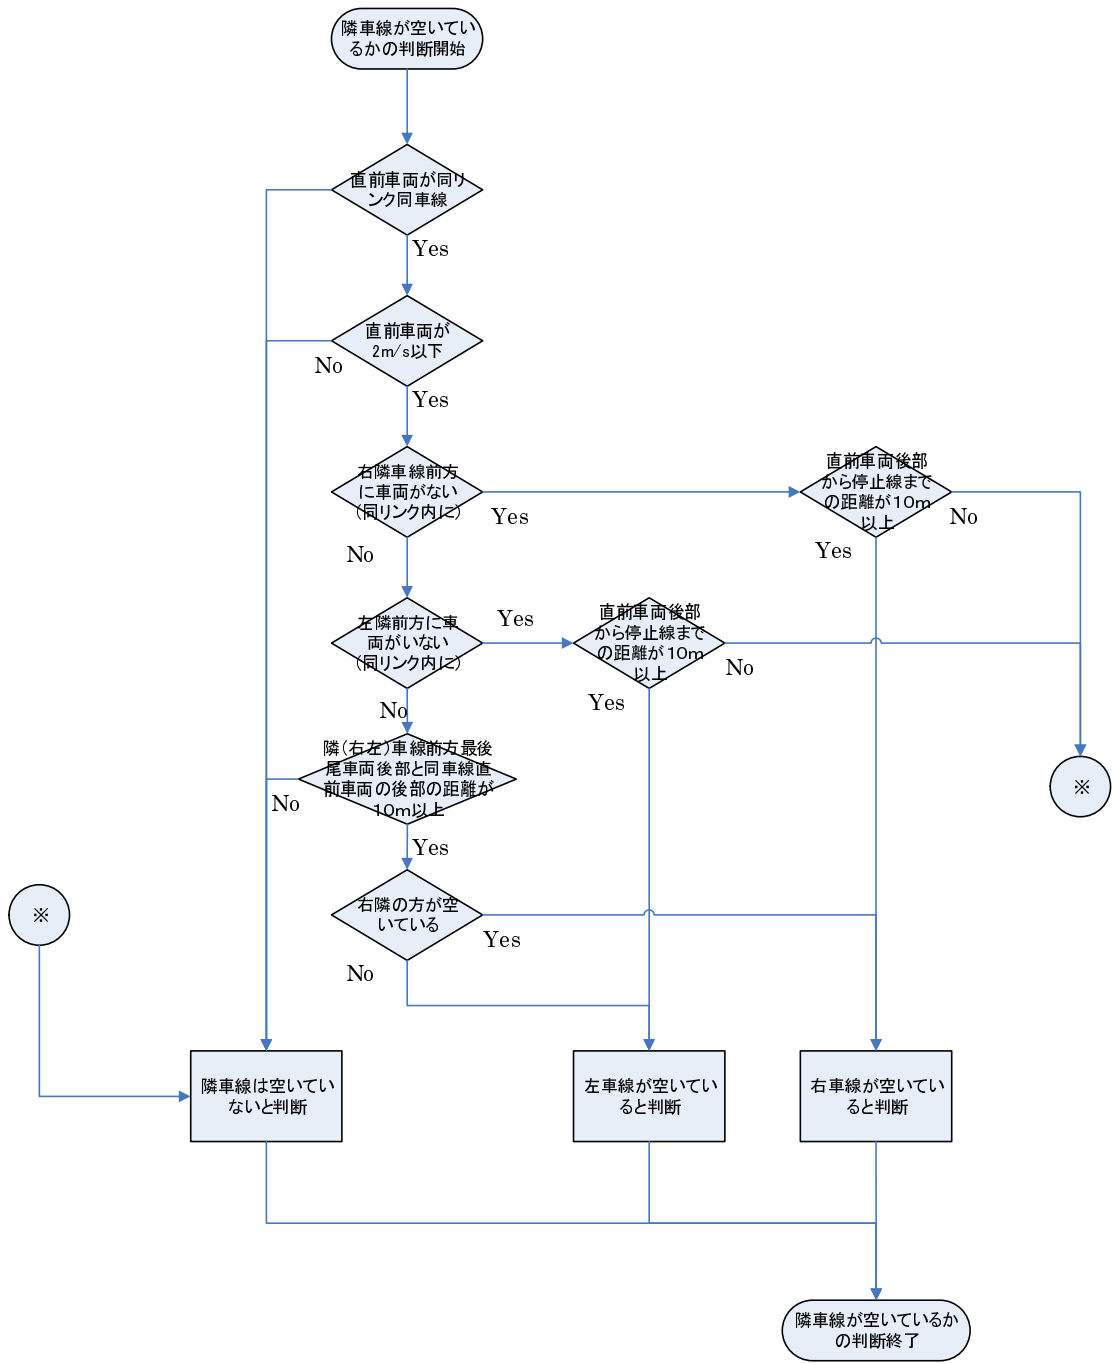 隣車線が空いてい
るかの判断開始
直前車両が同リ
ンク同車線
Yes
直前車両が
2m/s以下
No
Yes
右隣車線前方
に車両がない
(同リンク内に)
Yes
No
直前車両後部
から停止線まで
の距離が10m
以上
No
Yes
左隣前方に車
両がいない
(同リンク内に)
Yes
No
直前車両後部
から停止線まで
の距離が10m
以上
No
Yes
隣(右左)車線前方最後
尾車両後部と同車線直
前車両の後部の距離が
10m以上
No
Yes
※
※
右隣の方が空
いている
Yes
No
隣車線は空いてい
ないと判断
左車線が空いてい
ると判断
右車線が空いてい
ると判断
隣車線が空いているか
の判断終了